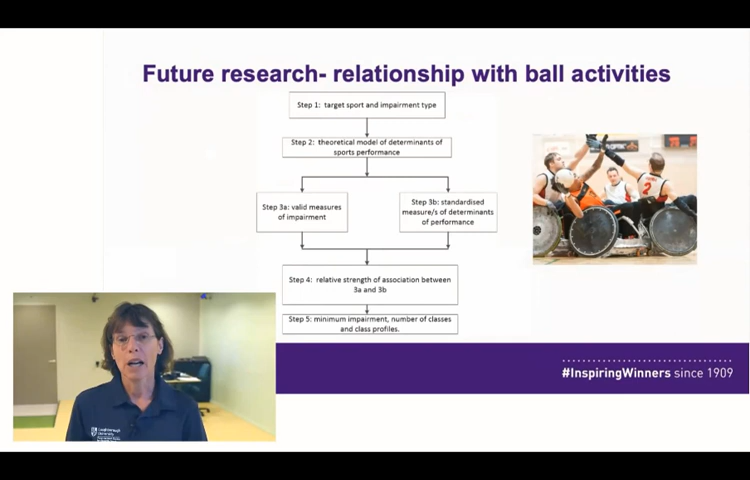 Future research- relationship with ball activities
Step 1: target sport and impairment type
Step 2: theoretical model of determinants of
sports performance
Step 3a: valid measures
of impairment
Step 3b: standardised
measure/s of determinants
of performance
Step 4: relative strength of association between
3a and 3b
Step 5: minimum impairment, number of classes
and class profiles.
2
Loughborough
University
#InspiringWinners since 1909